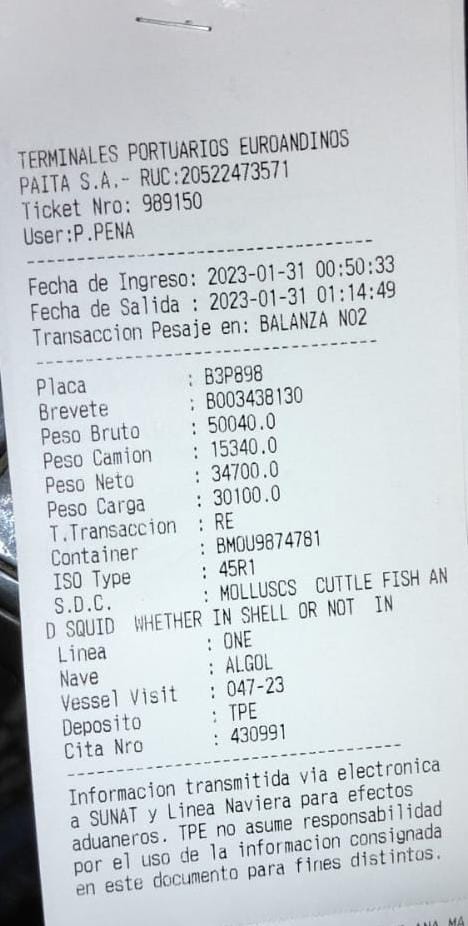 TERMINALES PORTUARIOS EUROANDINOS
PAITA S.A.- RUC:20522473571
Ticket Nro: 989150
User:P.PENA
--------------------------------
Fecha de Ingreso: 2023-01-31 00:50:33
Fecha de Salida : 2023-01-31 01:14:49
Transaccion Pesaje en: BALANZA NO2
--------------------------------
Placa : B3P898
Brevete : B003438130
Peso Bruto : 50040.0
Peso Camion : 15340.0
Peso Neto : 34700.0
Peso Carga : 30100.0
T.Transaccion : RE
Container : BMOU9874781
ISO Type : 45R1
S.D.C. : MOLLUSCS CUTTLE FISH AN
D SQUID WHETHER IN SHELL OR NOT IN
Linea : ONE
Nave : ALGOL
Vessel Visit : 047-23
Deposito : TPE
Cita Nro : 430991
--------------------------------
Informacion transmitida via electronica
a SUNAT y Linea Naviera para efectos
aduaneros. TPE no asume responsabilidad
por el uso de la informacion consignada
en este documento para fines distintos.